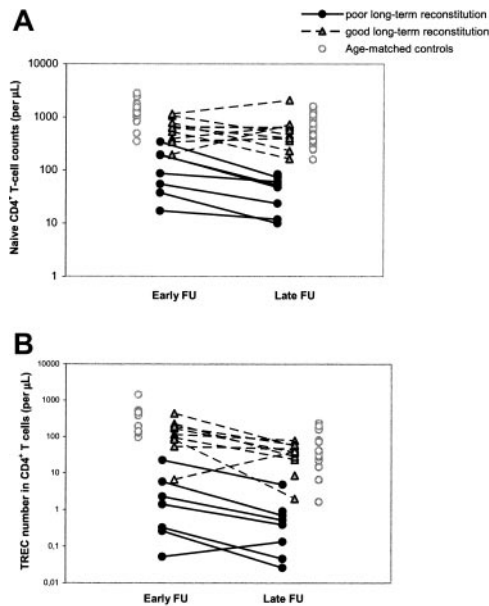 A
poor long-term reconstitution
good long-term reconstitution
Age-matched controls
Naive CD4+ T-cell counts (per µL)
10000
1000
100
10
1
Early FU
Late FU
B
TREC number in CD4+ T cells (per µL)
10000
1000
100
10
1
0,1
0,01
Early FU
Late FU